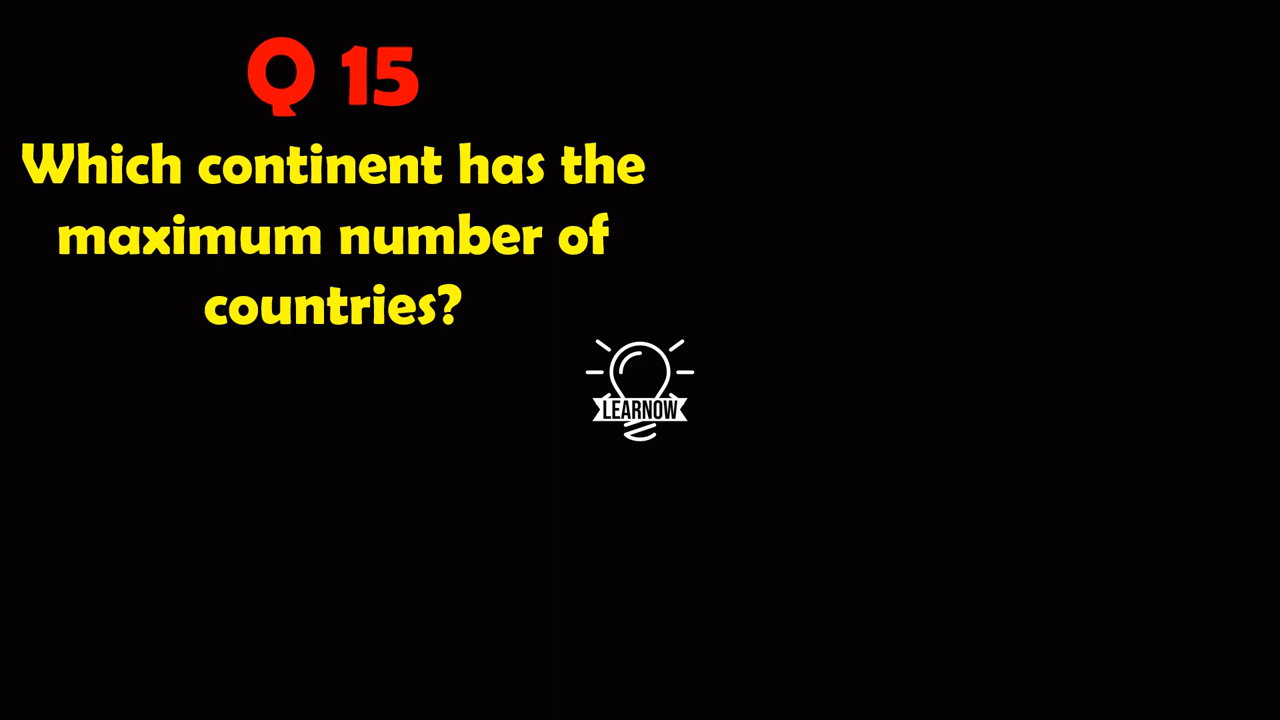 Q 15
Which continent has the
maximum number of
countries?
LEARNOW